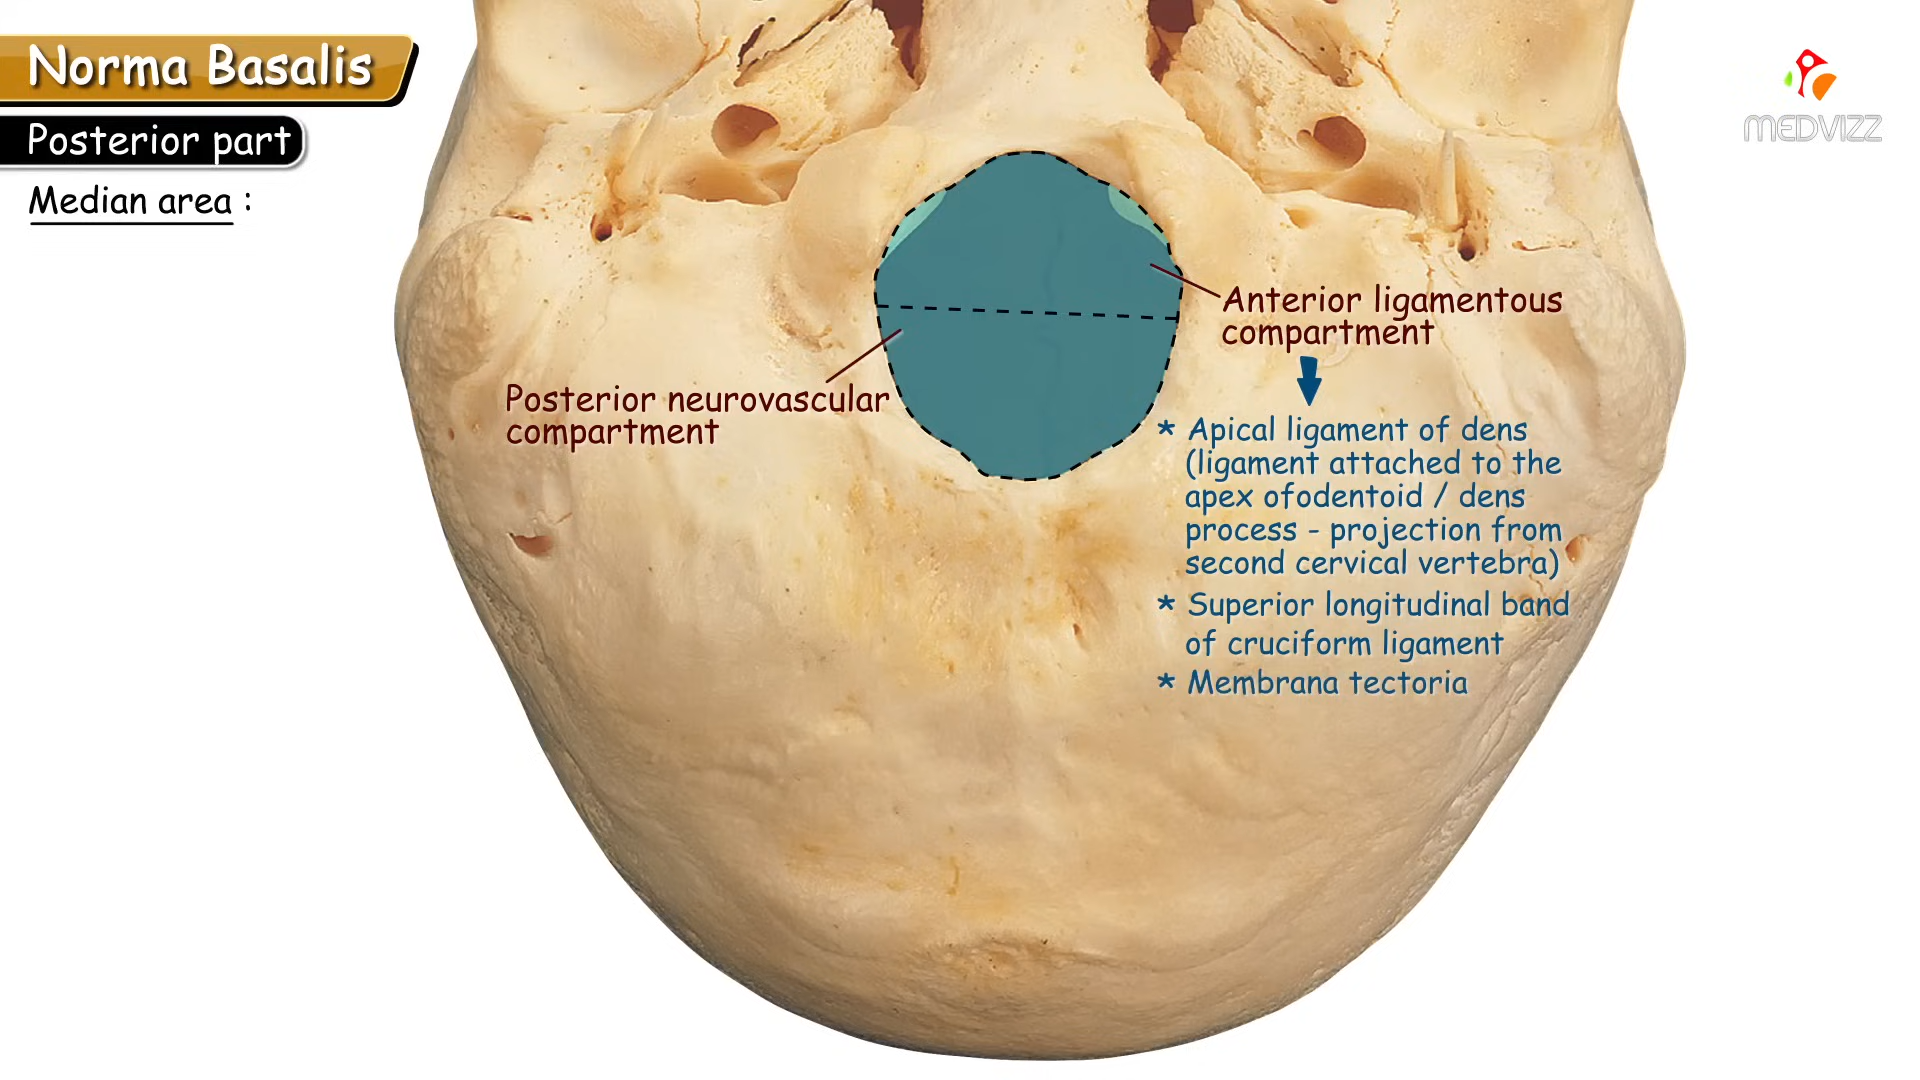 Norma Basalis
Posterior part
Median area :
MEDVIZZ
Anterior ligamentous
compartment
Posterior neurovascular
compartment
* Apical ligament of dens
(ligament attached to the
apex ofodentoid / dens
process - projection from
second cervical vertebra)
* Superior longitudinal band
of cruciform ligament
* Membrana tectoria